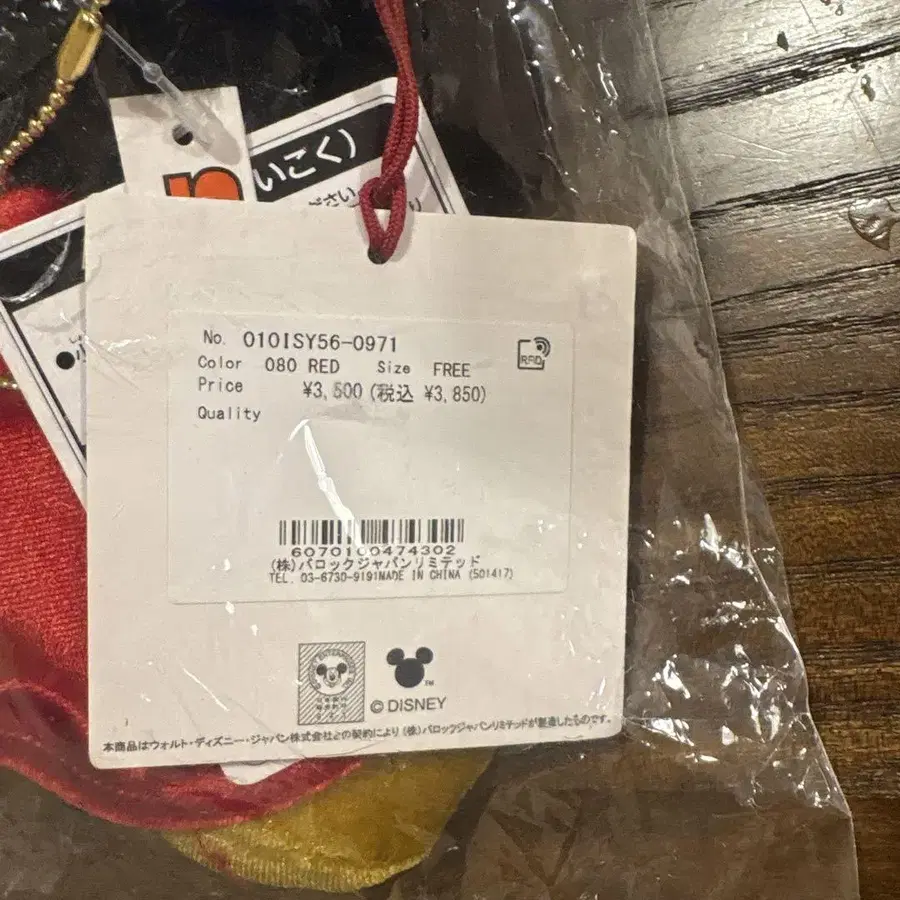 いこく)
No. 010ISY56-0971
Color 080 RED Size FREE
RFID
Price ¥3,500 (税込 ¥3,850)
Quality
6070100474302
(株)バロックジャパンリミテッド
TEL. 03-6730-9191MADE IN CHINA (501417)
TM
© DISNEY
本商品はウォルト・ディズニー・ジャパン株式会社との契約により(株)バロックジャパンリミテッドが製造したものです。